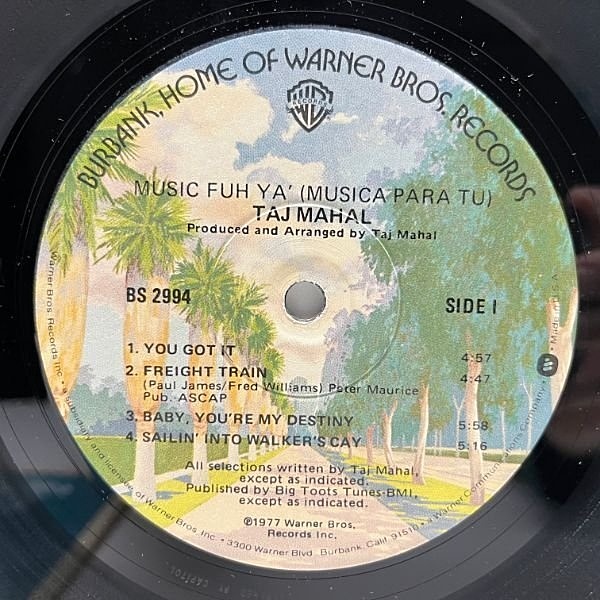 BURBANK, HOME OF WARNER BROS. RECORDS
RECORDS
MUSIC FUH YA' (MUSICA PARA TU)
TAJ MAHAL
Produced and Arranged by Taj Mahal
BS 2994
SIDE I
1. YOU GOT IT 4:57
2. FREIGHT TRAIN 4:47
(Paul James/Fred Williams) Peter Maurice
Pub.-ASCAP
3. BABY, YOU'RE MY DESTINY 5:58
4. SAILIN' INTO WALKER'S CAY 5:16
All selections written by Taj Mahal,
except as indicated.
Published by Big Toots Tunes-BMI,
except as indicated.
℗1977 Warner Bros.
Records Inc.
Warner Bros. Records Inc. • a subsidiary and licensee of Warner Bros. Inc. • 3300 Warner Blvd., Burbank, Calif. 91510 • a Warner Communications Company • Made in U.S.A.